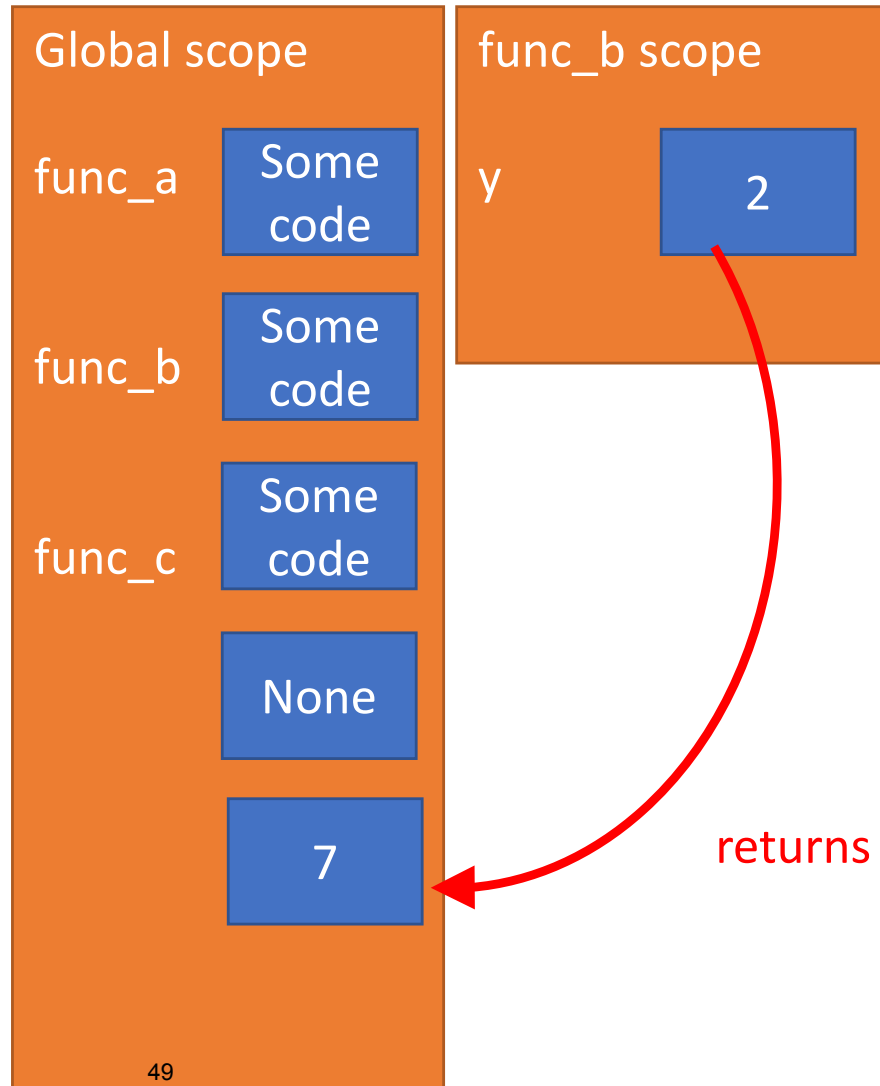 Global scope
func_a
Some
code
func_b
Some
code
func_c
Some
code
None
7
49
func_b scope
y
2
returns